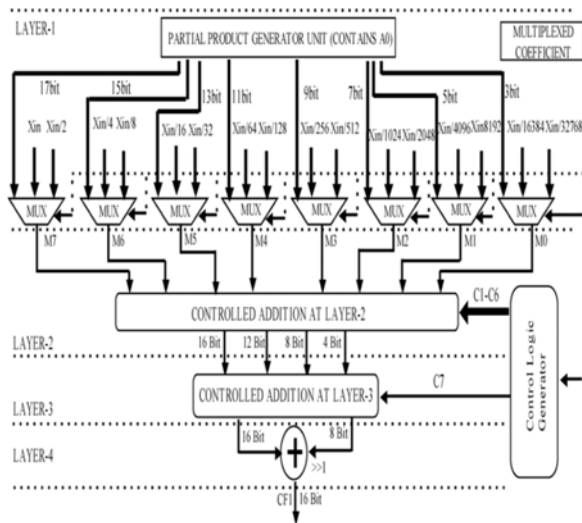 LAYER-1
PARTIAL PRODUCT GENERATOR UNIT (CONTAINS A0)
MULTIPLEXED
COEFFICIENT
17bit
15bit
13bit
11bit
9bit
7bit
5bit
3bit
Xin Xin/2
Xin/4 Xin/8
Xin/16 Xin/32
Xin/64 Xin/128
Xin/256 Xin/512
Xin/1024 Xin/2048
Xin/4096 Xin8192
Xin/16384 Xin/32768
MUX MUX MUX MUX MUX MUX MUX MUX
M7 M6 M5 M4 M3 M2 M1 M0
CONTROLLED ADDITION AT LAYER-2
C1-C6
LAYER-2
16 Bit 12 Bit 8 Bit 4 Bit
CONTROLLED ADDITION AT LAYER-3
C7
Control Logic
Generator
LAYER-3
16 Bit 8 Bit
LAYER-4
+
>>1
CF1 16 Bit